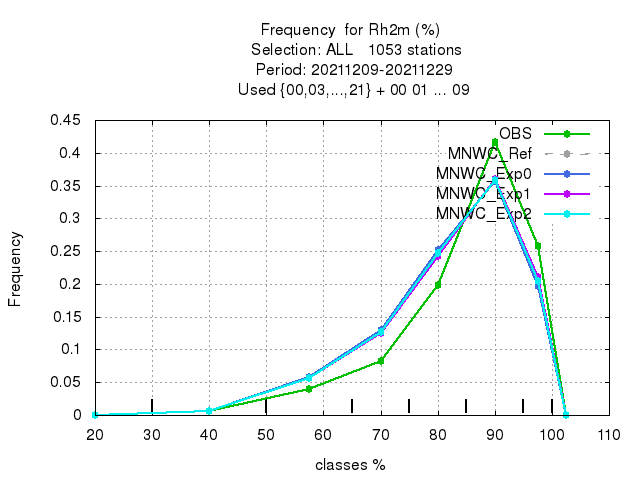 Frequency  for Rh2m (%)
Selection: ALL   1053 stations
Period: 20211209-20211229
Used {00,03,...,21} + 00 01 ... 09
OBS
MNWC_Ref
MNWC_Exp0
MNWC_Exp1
MNWC_Exp2
0.45
0.4
0.35
0.3
0.25
0.2
0.15
0.1
0.05
0
Frequency
20 30 40 50 60 70 80 90 100 110
classes %